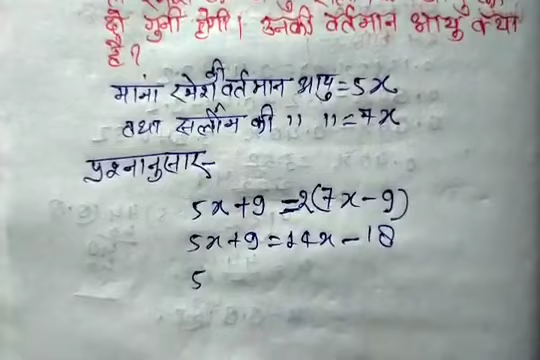 की गुनी होगी। उनकी वर्तमान आयु क्या
है?
माना रमेश की वर्तमान आयु = 5x
तथा सलीम की " " = 7x
प्रश्नानुसार-
5x+9 = 2(7x-9)
5x+9 = 14x - 18
5